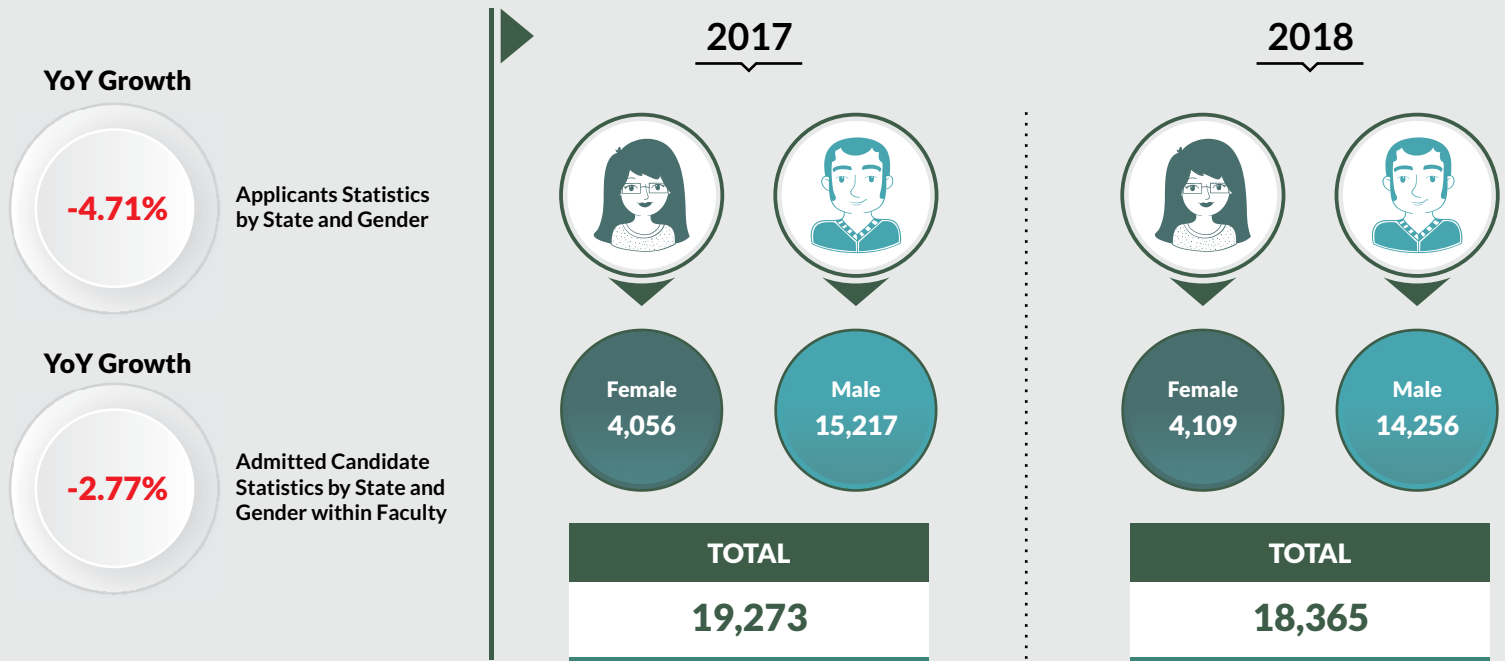 YoY Growth
-4.71%
Applicants Statistics
by State and Gender
YoY Growth
-2.77%
Admitted Candidate
Statistics by State and
Gender within Faculty
2017
Female
4,056
Male
15,217
TOTAL
19,273
2018
Female
4,109
Male
14,256
TOTAL
18,365